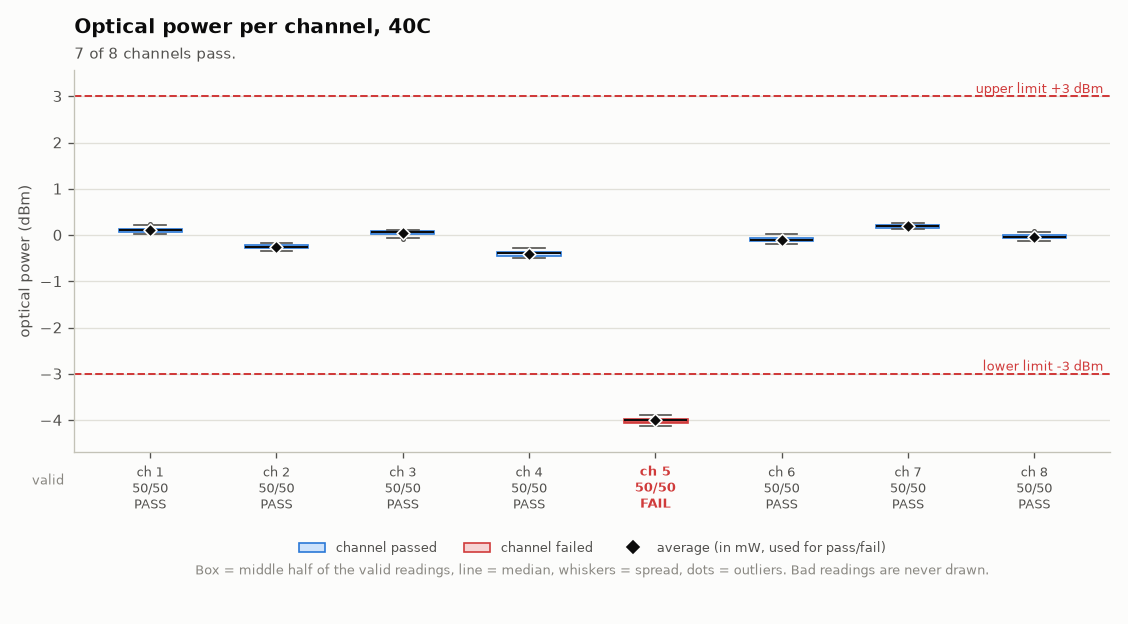 Optical power per channel, 40C
7 of 8 channels pass.
optical power (dBm)
3
2
1
0
−1
−2
−3
−4
upper limit +3 dBm
lower limit -3 dBm
valid
ch 1
50/50
PASS
ch 2
50/50
PASS
ch 3
50/50
PASS
ch 4
50/50
PASS
ch 5
50/50
FAIL
ch 6
50/50
PASS
ch 7
50/50
PASS
ch 8
50/50
PASS
channel passed
channel failed
average (in mW, used for pass/fail)
Box = middle half of the valid readings, line = median, whiskers = spread, dots = outliers. Bad readings are never drawn.